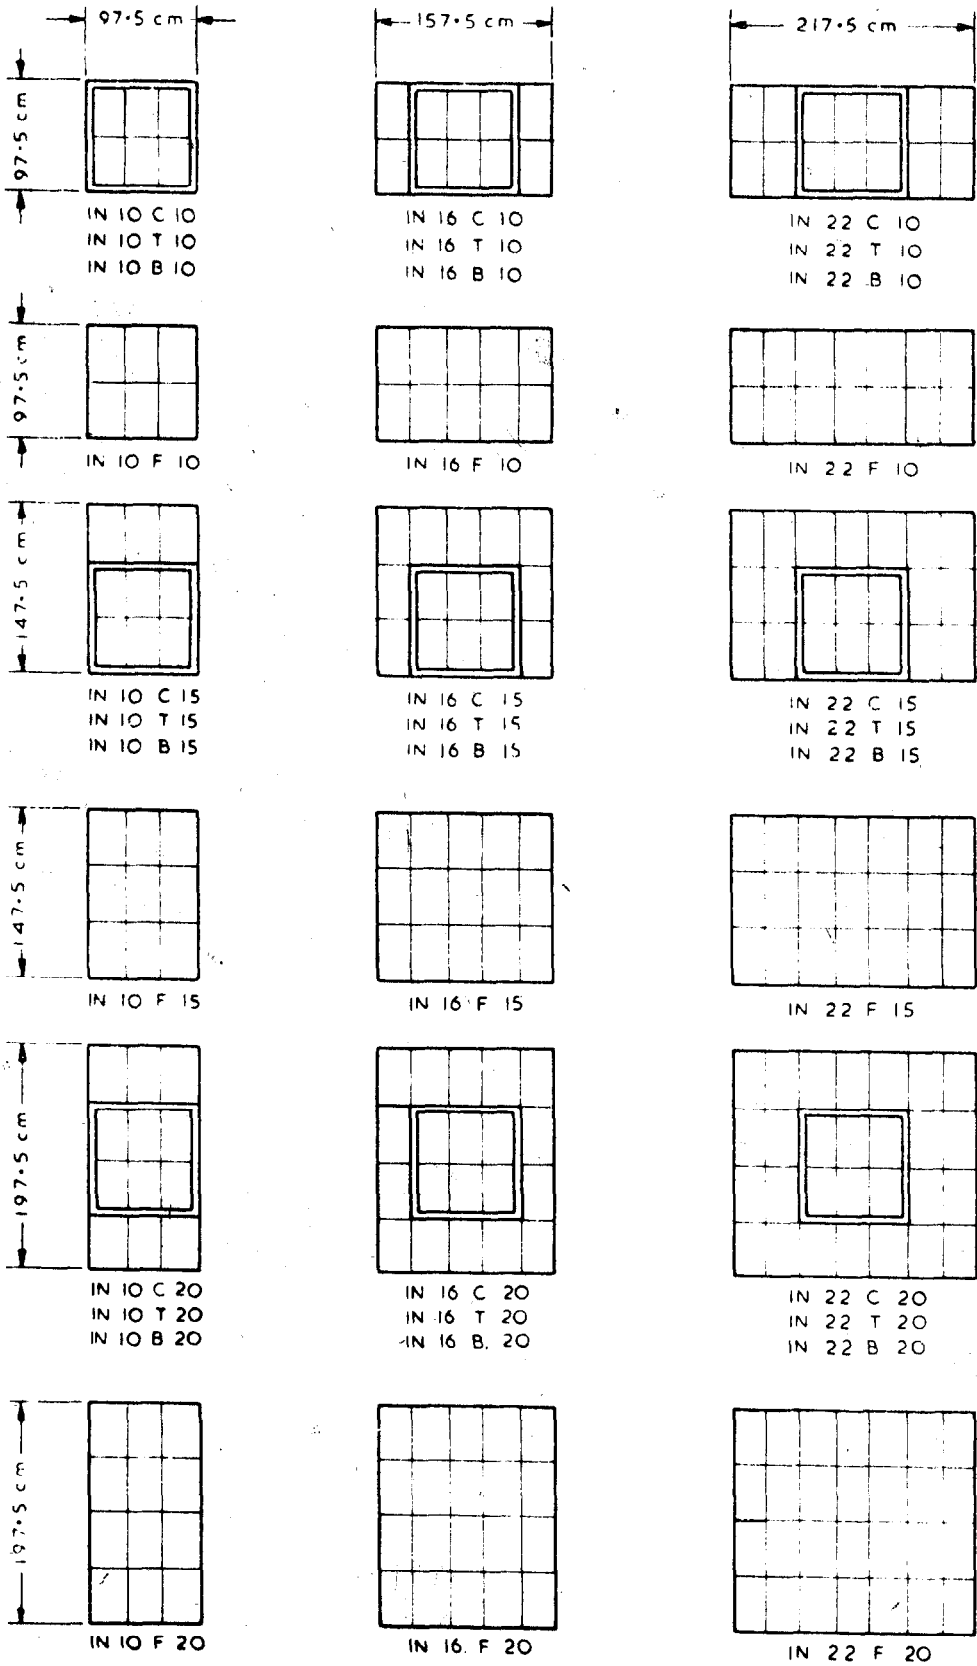 97·5 cm
157·5 cm
217·5 cm
97·5 cm
IN 10 C 10
IN 10 T 10
IN 10 B 10
IN 16 C 10
IN 16 T 10
IN 16 B 10
IN 22 C 10
IN 22 T 10
IN 22 B 10
97·5 cm
IN 10 F 10
IN 16 F 10
IN 22 F 10
147·5 cm
IN 10 C 15
IN 10 T 15
IN 10 B 15
IN 16 C 15
IN 16 T 15
IN 16 B 15
IN 22 C 15
IN 22 T 15
IN 22 B 15
147·5 cm
IN 10 F 15
IN 16 F 15
IN 22 F 15
197·5 cm
IN 10 C 20
IN 10 T 20
IN 10 B 20
IN 16 C 20
IN 16 T 20
IN 16 B. 20
IN 22 C 20
IN 22 T 20
IN 22 B 20
197·5 cm
IN 10 F 20
IN 16. F 20
IN 22 F 20